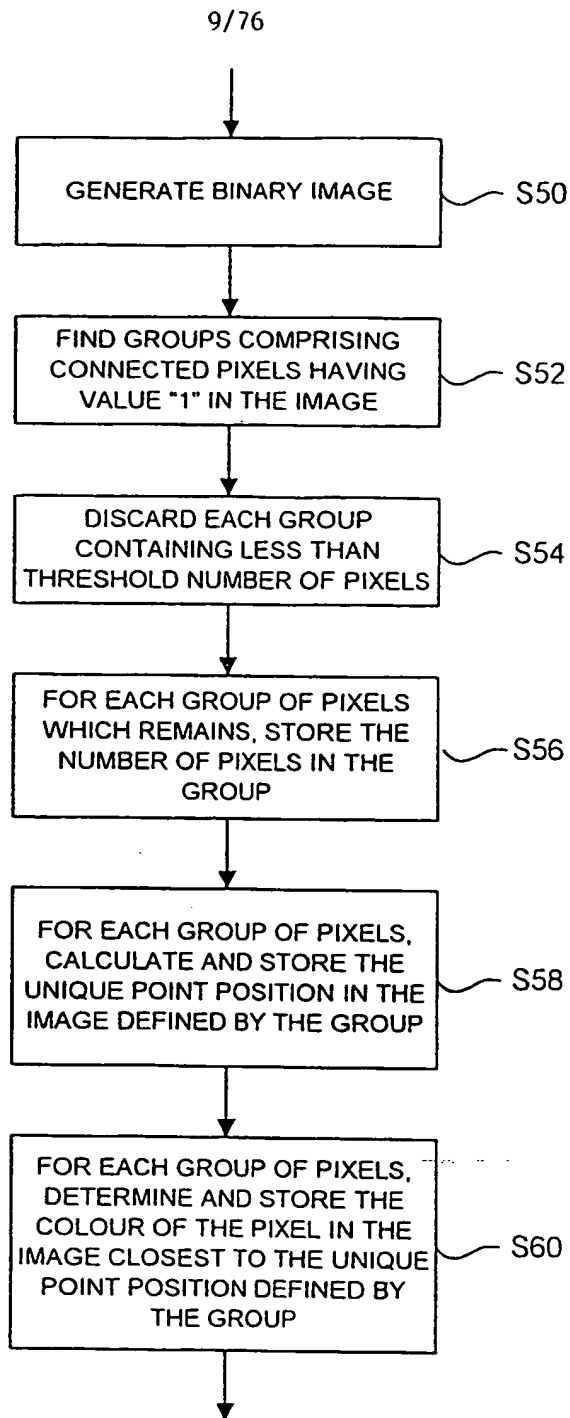 9/76
GENERATE BINARY IMAGE
S50
FIND GROUPS COMPRISING
CONNECTED PIXELS HAVING
VALUE "1" IN THE IMAGE
S52
DISCARD EACH GROUP
CONTAINING LESS THAN
THRESHOLD NUMBER OF PIXELS
S54
FOR EACH GROUP OF PIXELS
WHICH REMAINS, STORE THE
NUMBER OF PIXELS IN THE
GROUP
S56
FOR EACH GROUP OF PIXELS,
CALCULATE AND STORE THE
UNIQUE POINT POSITION IN THE
IMAGE DEFINED BY THE GROUP
S58
FOR EACH GROUP OF PIXELS,
DETERMINE AND STORE THE
COLOUR OF THE PIXEL IN THE
IMAGE CLOSEST TO THE UNIQUE
POINT POSITION DEFINED BY
THE GROUP
S60